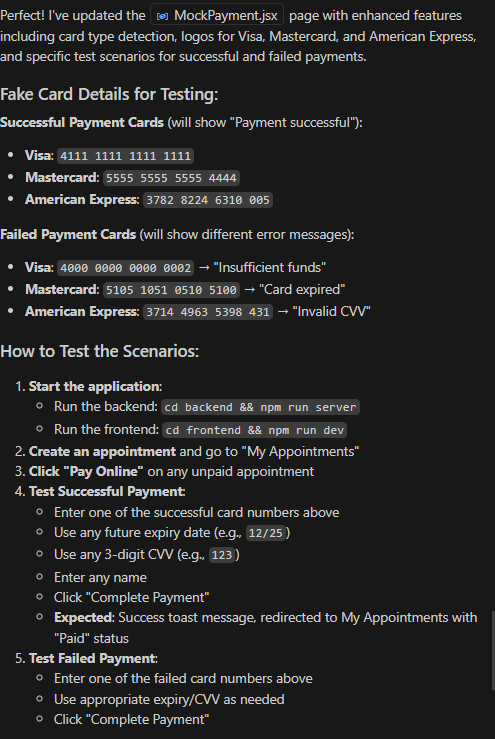 Perfect! I've updated the MockPayment.jsx page with enhanced features
including card type detection, logos for Visa, Mastercard, and American Express,
and specific test scenarios for successful and failed payments.
Fake Card Details for Testing:
Successful Payment Cards (will show "Payment successful"):
• Visa: 4111 1111 1111 1111
• Mastercard: 5555 5555 5555 4444
• American Express: 3782 8224 6310 005
Failed Payment Cards (will show different error messages):
• Visa: 4000 0000 0000 0002 → "Insufficient funds"
• Mastercard: 5105 1051 0510 5100 → "Card expired"
• American Express: 3714 4963 5398 431 → "Invalid CVV"
How to Test the Scenarios:
1. Start the application:
○ Run the backend: cd backend && npm run server
○ Run the frontend: cd frontend && npm run dev
2. Create an appointment and go to "My Appointments"
3. Click "Pay Online" on any unpaid appointment
4. Test Successful Payment:
○ Enter one of the successful card numbers above
○ Use any future expiry date (e.g., 12/25)
○ Use any 3-digit CVV (e.g., 123)
○ Enter any name
○ Click "Complete Payment"
○ Expected: Success toast message, redirected to My Appointments with
"Paid" status
5. Test Failed Payment:
○ Enter one of the failed card numbers above
○ Use appropriate expiry/CVV as needed
○ Click "Complete Payment"